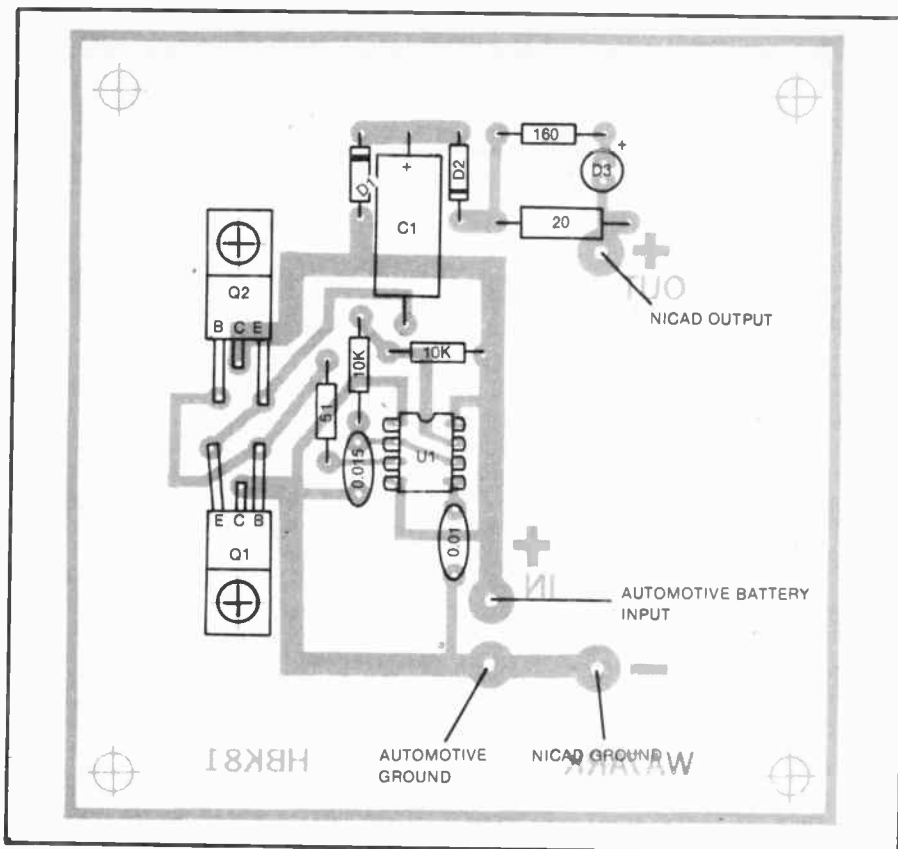 160
+
D3
D1
+
D2
C1
20
+
OUT
NICAD OUTPUT
Q2
B C E
10K
10K
51
U1
0.015
E C B
Q1
0.01
+
IN
AUTOMOTIVE BATTERY
INPUT
−
AUTOMOTIVE
GROUND
NICAD GROUND
HBK81